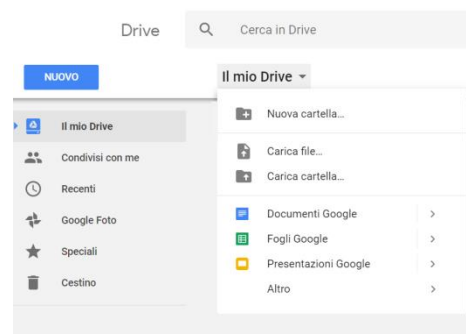 Drive
Cerca in Drive
NUOVO
Il mio Drive
Il mio Drive
Condivisi con me
Recenti
Google Foto
Speciali
Cestino
Nuova cartella...
Carica file...
Carica cartella...
Documenti Google
Fogli Google
Presentazioni Google
Altro